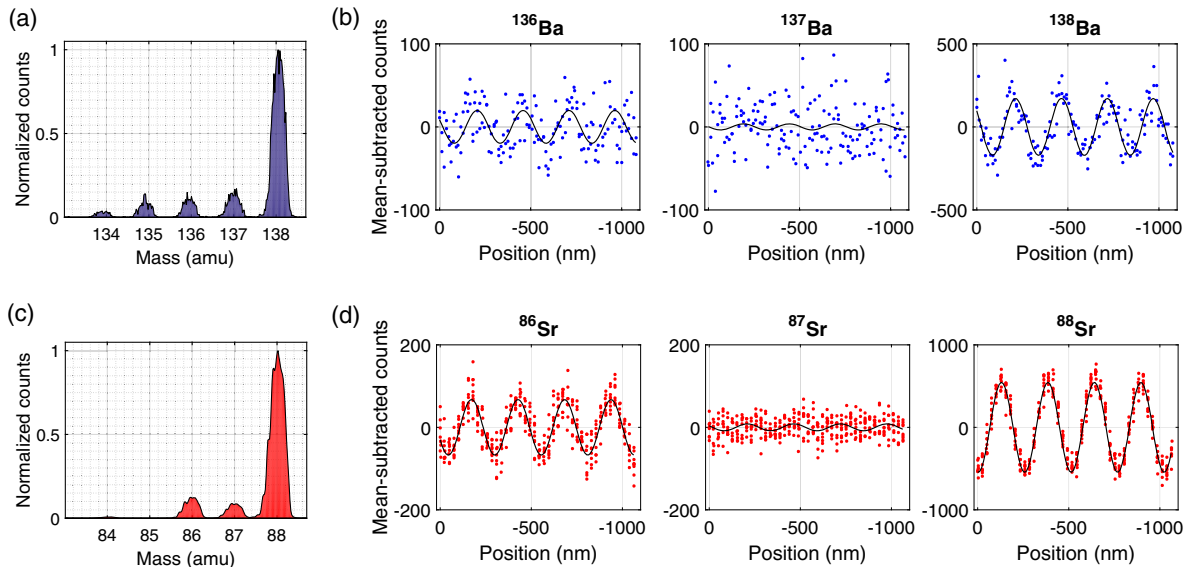 (a)
Normalized counts
1
0.5
0
134 135 136 137 138
Mass (amu)
(b)
Mean-subtracted counts
136Ba
100
0
-100
0 -500 -1000
Position (nm)
137Ba
100
0
-100
0 -500 -1000
Position (nm)
138Ba
500
0
-500
0 -500 -1000
Position (nm)
(c)
Normalized counts
1
0.5
0
84 85 86 87 88
Mass (amu)
(d)
Mean-subtracted counts
86Sr
200
0
-200
0 -500 -1000
Position (nm)
87Sr
200
0
-200
0 -500 -1000
Position (nm)
88Sr
1000
0
-1000
0 -500 -1000
Position (nm)